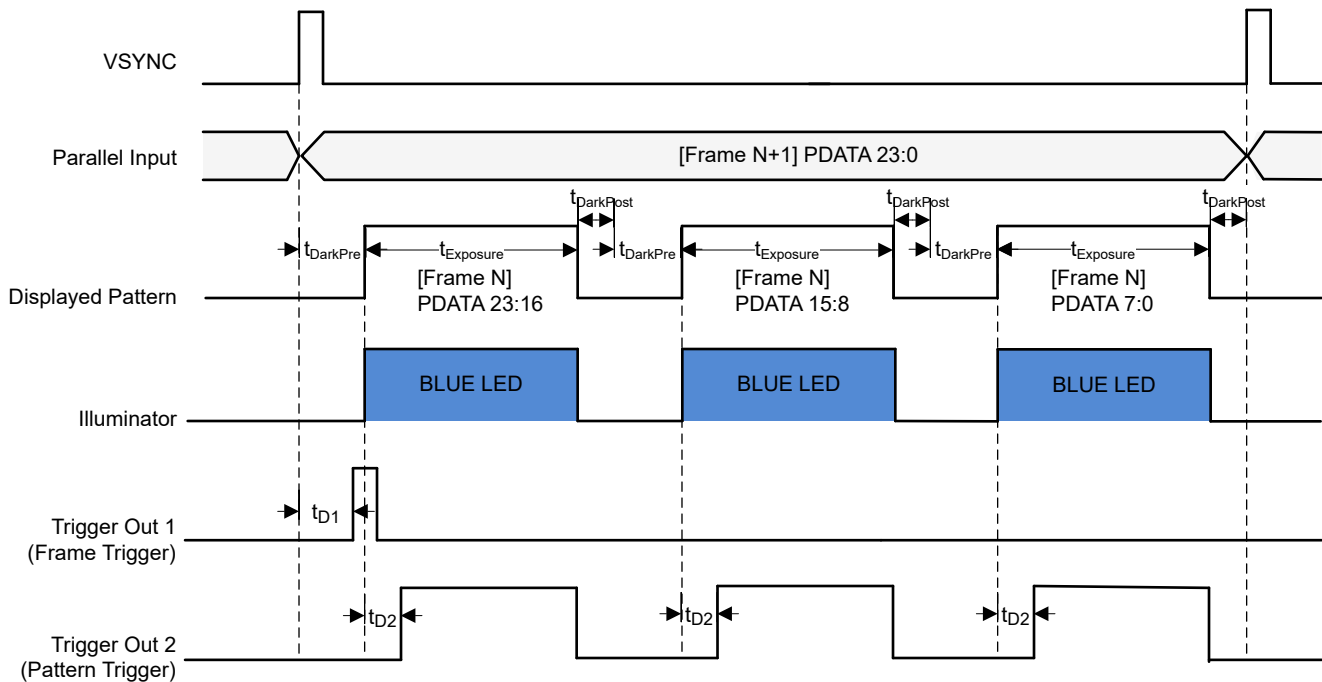 VSYNC
Parallel Input
[Frame N+1] PDATA 23:0
tDarkPost
tDarkPost
tDarkPost
tDarkPre
tExposure
tDarkPre
tExposure
tDarkPre
tExposure
Displayed Pattern
[Frame N]
PDATA 23:16
[Frame N]
PDATA 15:8
[Frame N]
PDATA 7:0
Illuminator
BLUE LED
BLUE LED
BLUE LED
tD1
Trigger Out 1
(Frame Trigger)
tD2
tD2
tD2
Trigger Out 2
(Pattern Trigger)